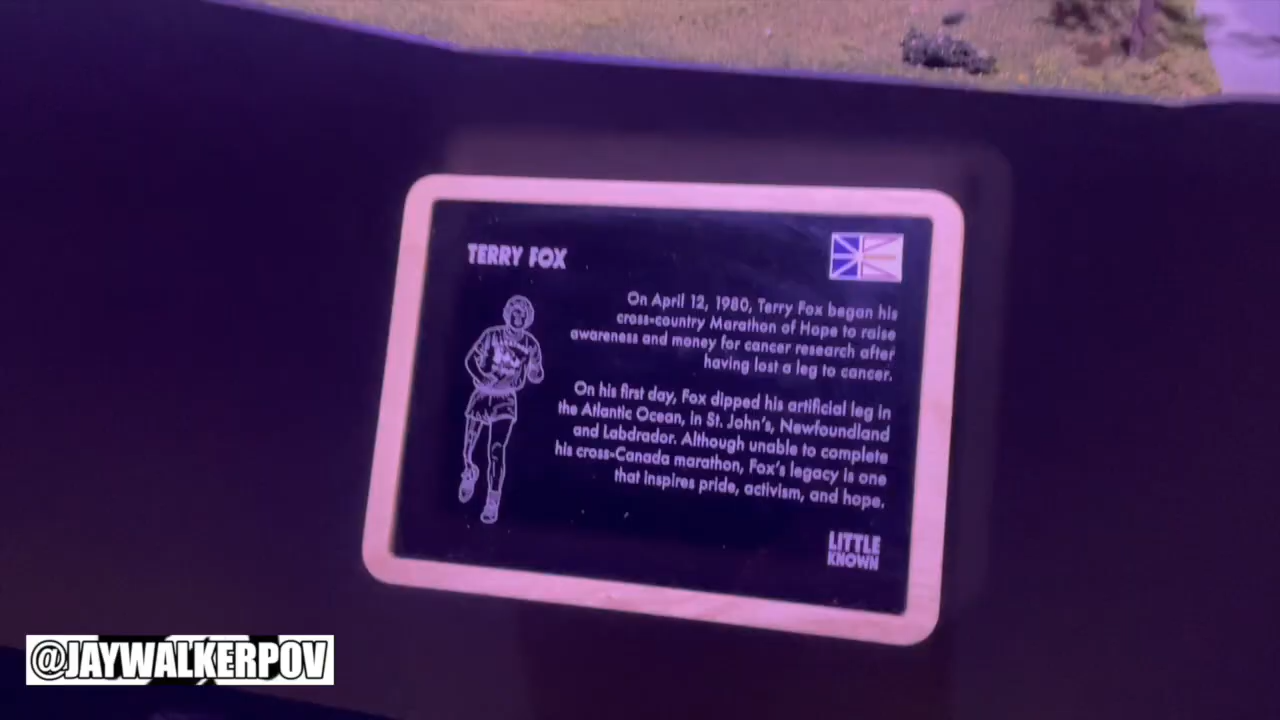 TERRY FOX
On April 12, 1980, Terry Fox began his
cross-country Marathon of Hope to raise
awareness and money for cancer research after
having lost a leg to cancer.
On his first day, Fox dipped his artificial leg in
the Atlantic Ocean, in St. John's, Newfoundland
and Labdrador. Although unable to complete
his cross-Canada marathon, Fox's legacy is one
that inspires pride, activism, and hope.
LITTLE
KNOWN
@JAYWALKERPOV